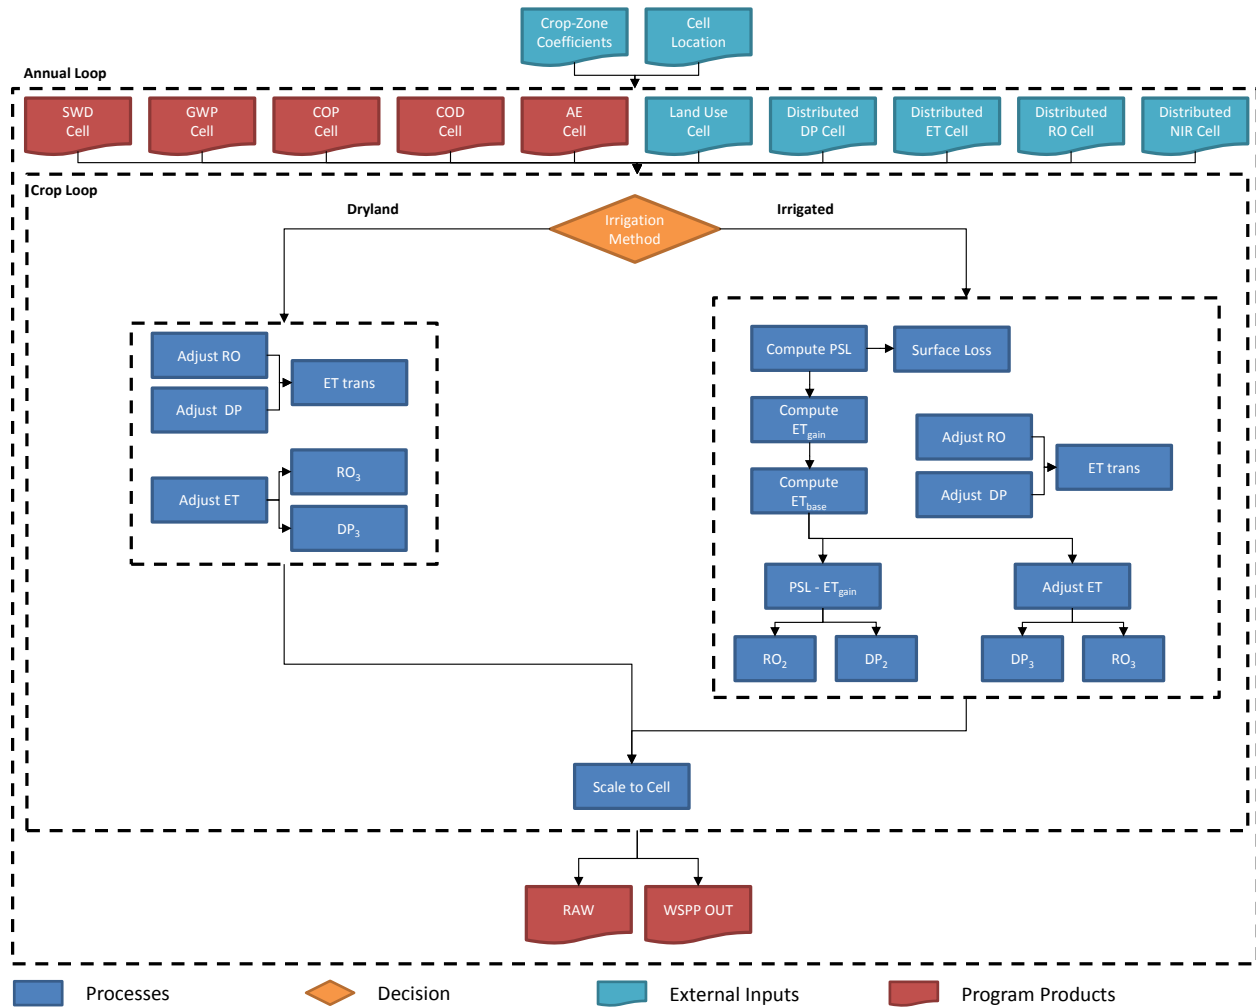 Crop-Zone
Coefficients
Cell
Location
Annual Loop
SWD
Cell
GWP
Cell
COP
Cell
COD
Cell
AE
Cell
Land Use
Cell
Distributed
DP Cell
Distributed
ET Cell
Distributed
RO Cell
Distributed
NIR Cell
Crop Loop
Dryland
Irrigation
Method
Irrigated
Adjust RO
Adjust DP
ET trans
Adjust ET
RO3
DP3
Compute PSL
Surface Loss
Compute
ETgain
Compute
ETbase
Adjust RO
Adjust DP
ET trans
PSL - ETgain
Adjust ET
RO2
DP2
DP3
RO3
Scale to Cell
RAW
WSPP OUT
Processes
Decision
External Inputs
Program Products